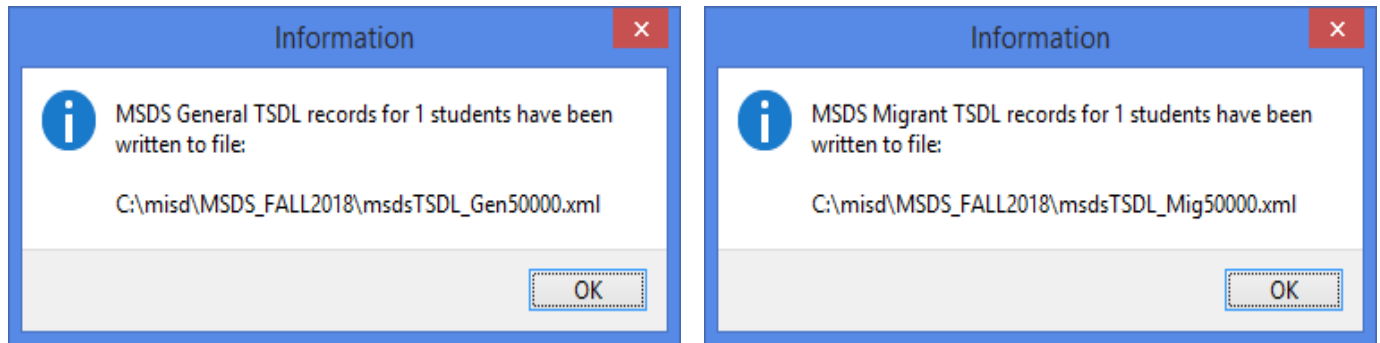 Information
MSDS General TSDL records for 1 students have been
written to file:
C:\misd\MSDS_FALL2018\msdsTSDL_Gen50000.xml
OK
Information
MSDS Migrant TSDL records for 1 students have been
written to file:
C:\misd\MSDS_FALL2018\msdsTSDL_Mig50000.xml
OK